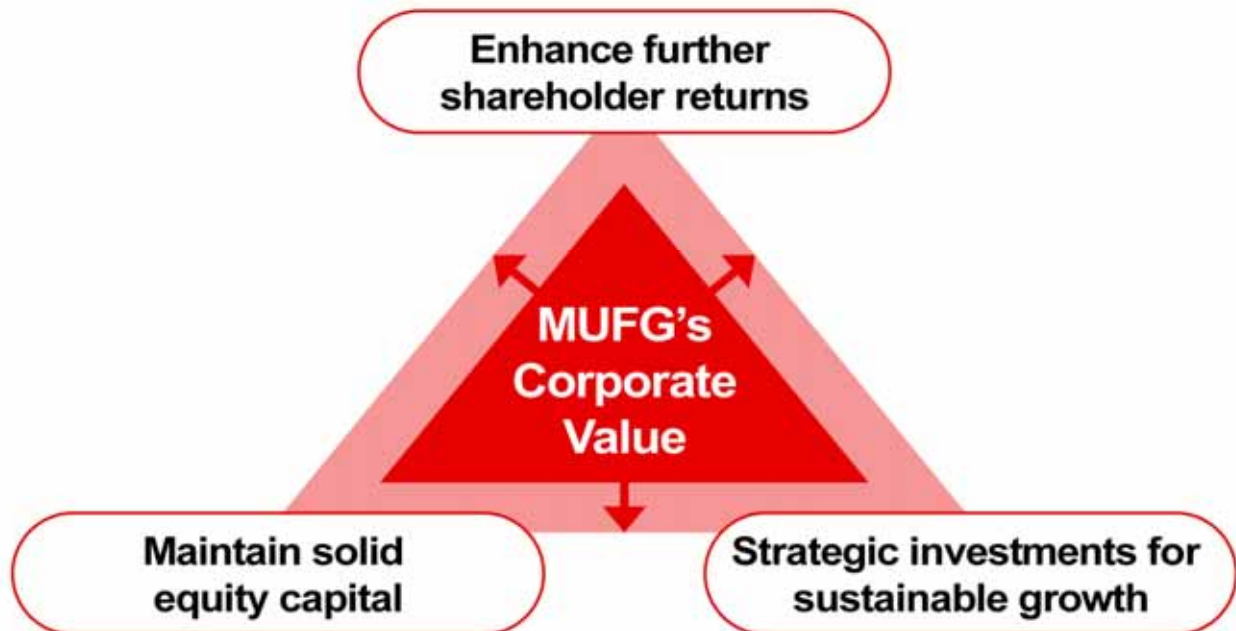 Enhance further
shareholder returns
MUFG's
Corporate
Value
Maintain solid
equity capital
Strategic investments for
sustainable growth